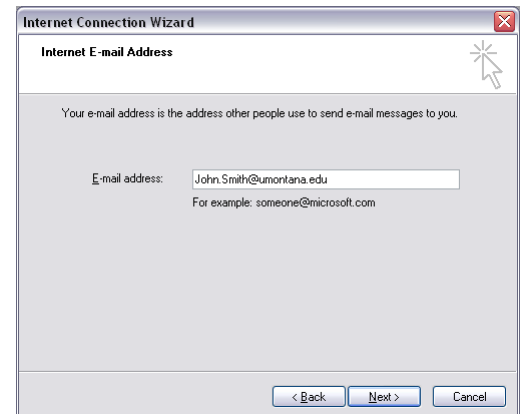 Internet Connection Wizard
Internet E-mail Address
Your e-mail address is the address other people use to send e-mail messages to you.
E-mail address: John.Smith@umontana.edu
For example: someone@microsoft.com
< Back Next > Cancel